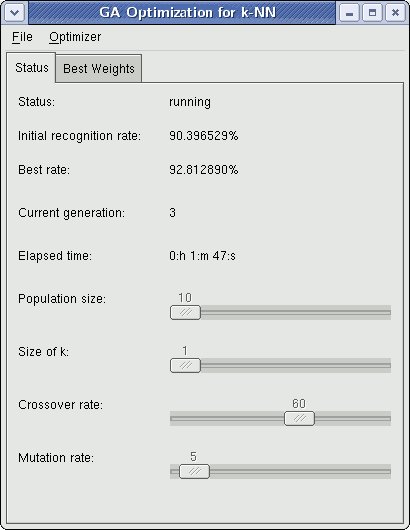 GA Optimization for k-NN
File Optimizer
Status Best Weights
Status: running
Initial recognition rate: 90.396529%
Best rate: 92.812890%
Current generation: 3
Elapsed time: 0:h 1:m 47:s
10
Population size:
1
Size of k:
60
Crossover rate:
5
Mutation rate: